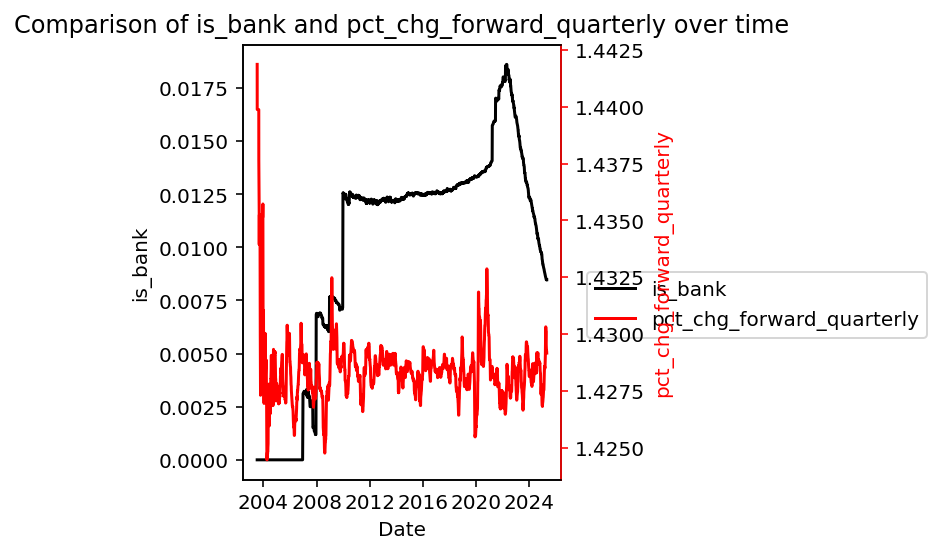 Comparison of is_bank and pct_chg_forward_quarterly over time
is_bank
0.0175
0.0150
0.0125
0.0100
0.0075
0.0050
0.0025
0.0000
2004 2008 2012 2016 2020 2024
Date
1.4425
1.4400
1.4375
1.4350
1.4325
1.4300
1.4275
1.4250
pct_chg_forward_quarterly
is_bank
pct_chg_forward_quarterly